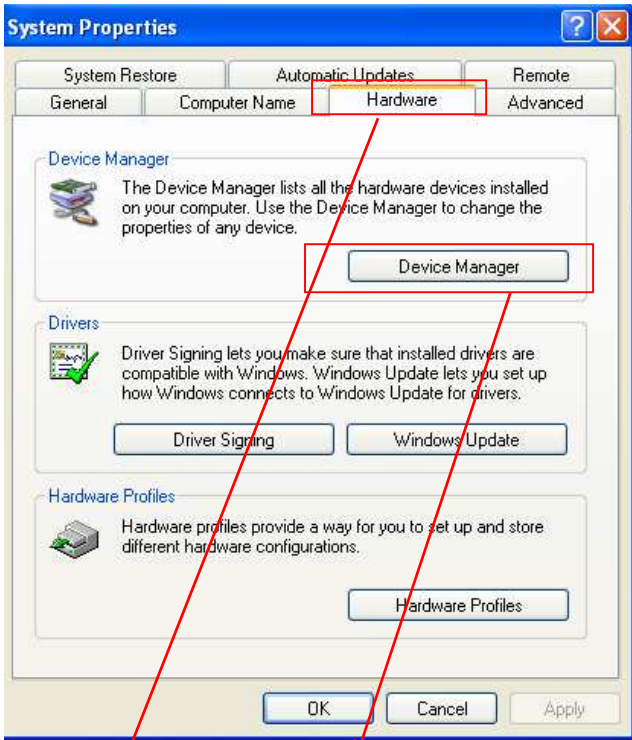 System Properties
System Restore Automatic Updates Remote
General Computer Name Hardware Advanced
Device Manager
The Device Manager lists all the hardware devices installed
on your computer. Use the Device Manager to change the
properties of any device.
Device Manager
Drivers
Driver Signing lets you make sure that installed drivers are
compatible with Windows. Windows Update lets you set up
how Windows connects to Windows Update for drivers.
Driver Signing Windows Update
Hardware Profiles
Hardware profiles provide a way for you to set up and store
different hardware configurations.
Hardware Profiles
OK Cancel Apply